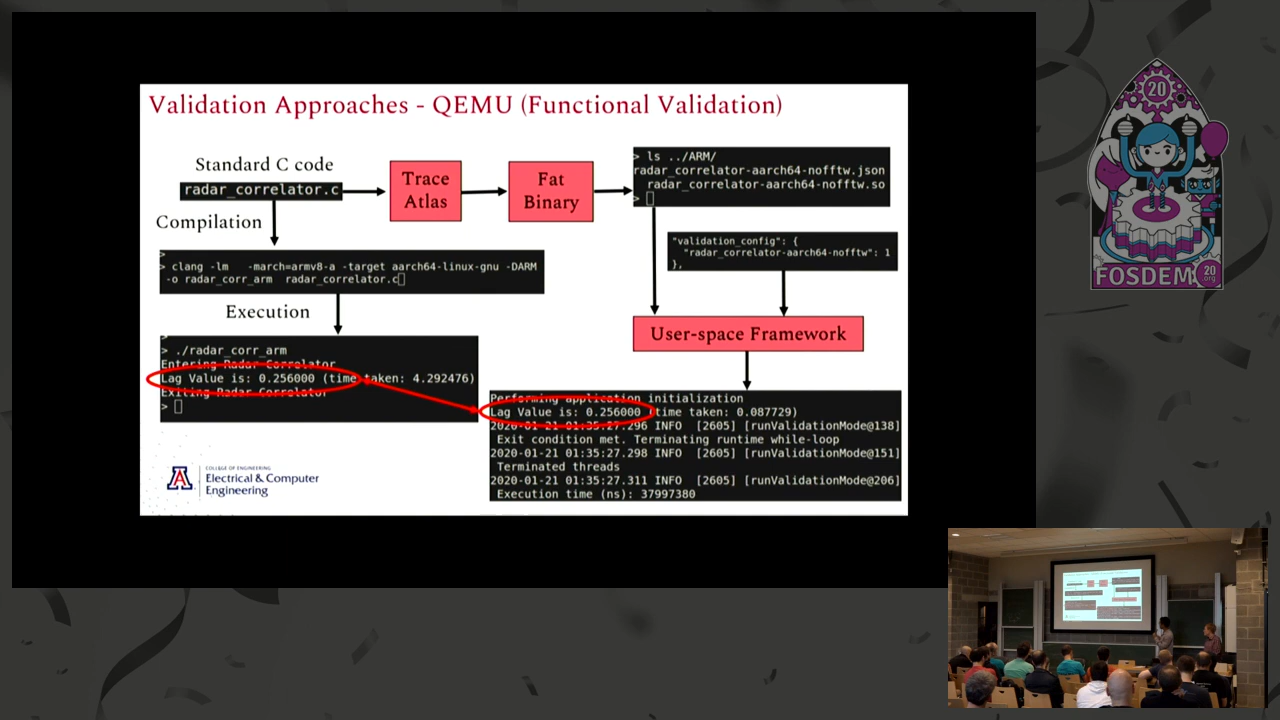 Validation Approaches - QEMU (Functional Validation)
Standard C code
radar_correlator.c
Trace
Atlas
Fat
Binary
> ls ../ARM/
radar_correlator-aarch64-nofftw.json
radar_correlator-aarch64-nofftw.so
>
Compilation
"validation_config": {
"radar_correlator-aarch64-nofftw": 1
},
>
> clang -lm -march=armv8-a -target aarch64-linux-gnu -DARM
-o radar_corr_arm radar_correlator.c
Execution
User-space Framework
>
> ./radar_corr_arm
Entering Radar Correlator
Lag Value is: 0.256000 (time taken: 4.292476)
Exiting Radar Correlator
>
Performing application initialization
Lag Value is: 0.256000 (time taken: 0.087729)
2020-01-21 01:35:27.296 INFO [2605] [runValidationMode@138]
Exit condition met. Terminating runtime while-loop
2020-01-21 01:35:27.298 INFO [2605] [runValidationMode@151]
Terminated threads
2020-01-21 01:35:27.311 INFO [2605] [runValidationMode@206]
Execution time (ns): 37997380
A
COLLEGE OF ENGINEERING
Electrical & Computer
Engineering
20
FOSDEM
20
.org